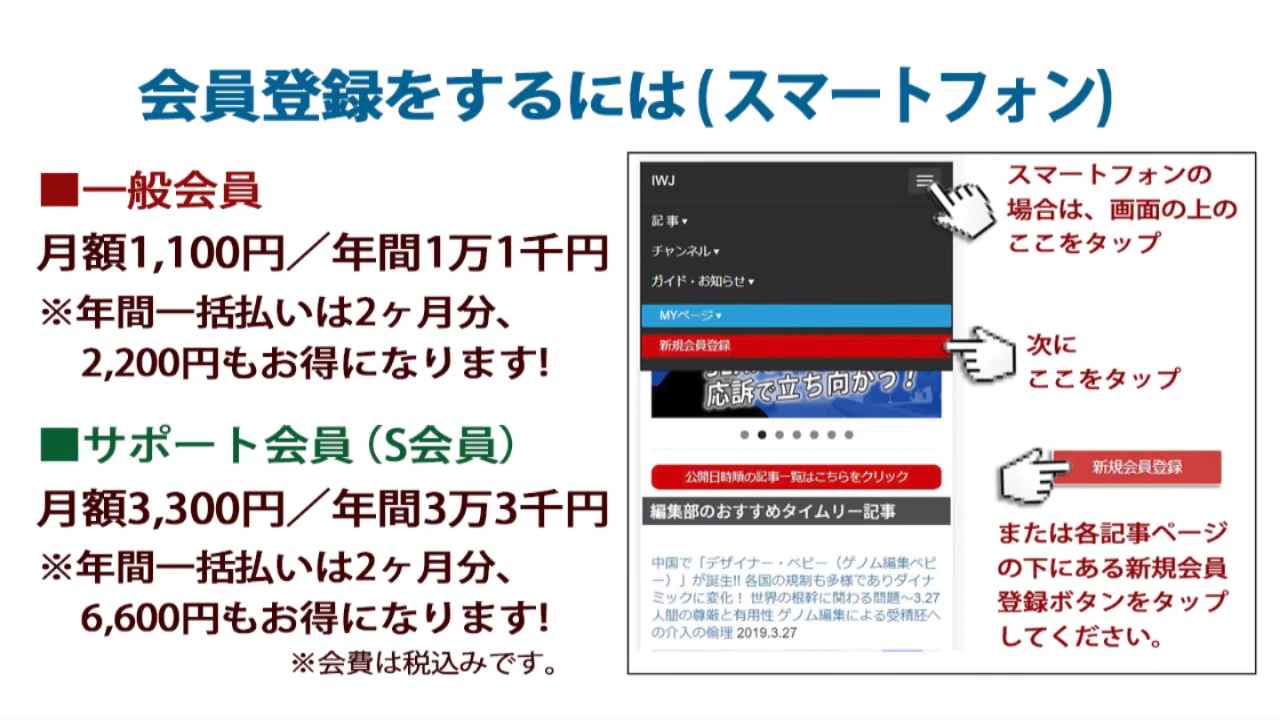 会員登録をするには(スマートフォン)
■一般会員
月額1,100円／年間1万1千円
※年間一括払いは2ヶ月分、
2,200円もお得になります!
■サポート会員（S会員）
月額3,300円／年間3万3千円
※年間一括払いは2ヶ月分、
6,600円もお得になります!
※会費は税込みです。
IWJ
記 事▼
チャンネル▼
ガイド・お知らせ▼
MYページ▼
新規会員登録
応訴で立ち向かう！
公開日時順の記事一覧はこちらをクリック
編集部のおすすめタイムリー記事
中国で「デザイナー・ベビー（ゲノム編集ベビ
ー）」が誕生!! 各国の規制も多様でありダイナ
ミックに変化！ 世界の根幹に関わる問題～3.27
人間の尊厳と有用性 ゲノム編集による受精胚へ
の介入の倫理 2019.3.27
スマートフォンの
場合は、画面の上の
ここをタップ
次に
ここをタップ
新規会員登録
または各記事ページ
の下にある新規会員
登録ボタンをタップ
してください。